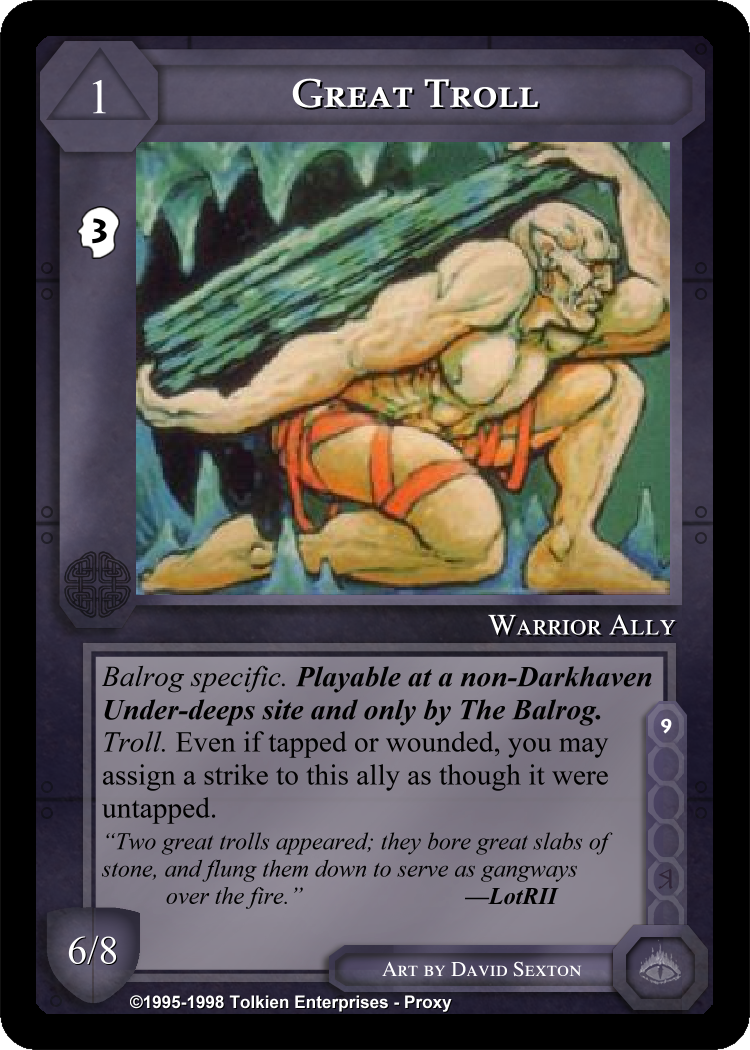 1
GREAT TROLL
3
WARRIOR ALLY
Balrog specific. Playable at a non-Darkhaven
Under-deeps site and only by The Balrog.
Troll. Even if tapped or wounded, you may
assign a strike to this ally as though it were
untapped.
9
“Two great trolls appeared; they bore great slabs of
stone, and flung them down to serve as gangways
over the fire.” —LotRII
6/8
ART BY DAVID SEXTON
©1995-1998 Tolkien Enterprises - Proxy